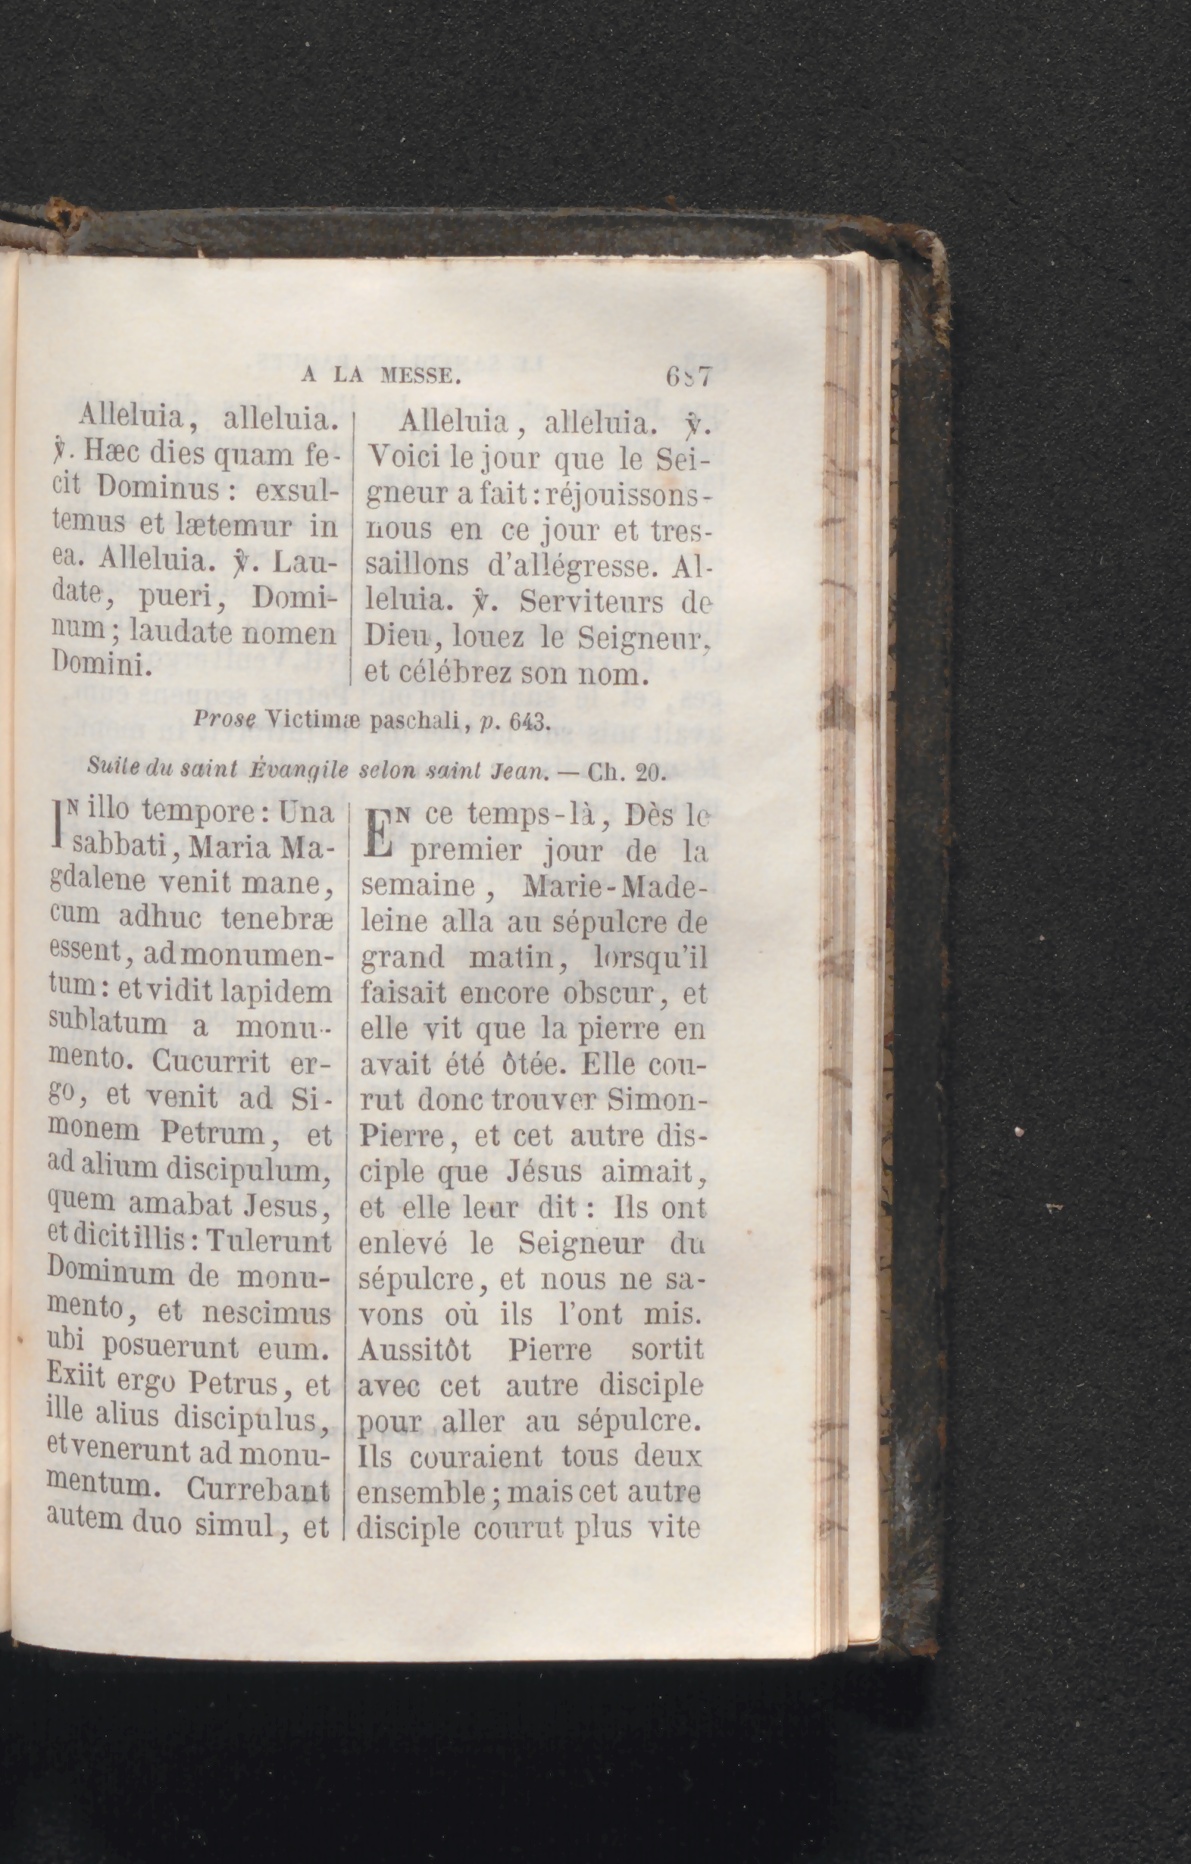 A LA MESSE. 687
Alleluia, alleluia.
℣. Hæc dies quam fe-
cit Dominus : exsul-
temus et lætemur in
ea. Alleluia. ℣. Lau-
date, pueri, Domi-
num ; laudate nomen
Domini.
Alleluia, alleluia. ℣.
Voici le jour que le Sei-
gneur a fait : réjouissons-
nous en ce jour et tres-
saillons d'allégresse. Al-
leluia. ℣. Serviteurs de
Dieu, louez le Seigneur,
et célébrez son nom.
Prose Victimæ paschali, p. 643.
Suite du saint Évangile selon saint Jean. — Ch. 20.
IN illo tempore : Una
sabbati, Maria Ma-
gdalene venit mane,
cum adhuc tenebræ
essent, ad monumen-
tum : et vidit lapidem
sublatum a monu-
mento. Cucurrit er-
go, et venit ad Si-
monem Petrum, et
ad alium discipulum,
quem amabat Jesus,
et dicit illis : Tulerunt
Dominum de monu-
mento, et nescimus
ubi posuerunt eum.
Exiit ergo Petrus, et
ille alius discipulus,
et venerunt ad monu-
mentum. Currebant
autem duo simul, et
EN ce temps-là, Dès le
premier jour de la
semaine, Marie-Made-
leine alla au sépulcre de
grand matin, lorsqu'il
faisait encore obscur, et
elle vit que la pierre en
avait été ôtée. Elle cou-
rut donc trouver Simon-
Pierre, et cet autre dis-
ciple que Jésus aimait,
et elle leur dit : Ils ont
enlevé le Seigneur du
sépulcre, et nous ne sa-
vons où ils l'ont mis.
Aussitôt Pierre sortit
avec cet autre disciple
pour aller au sépulcre.
Ils couraient tous deux
ensemble ; mais cet autre
disciple courut plus vite